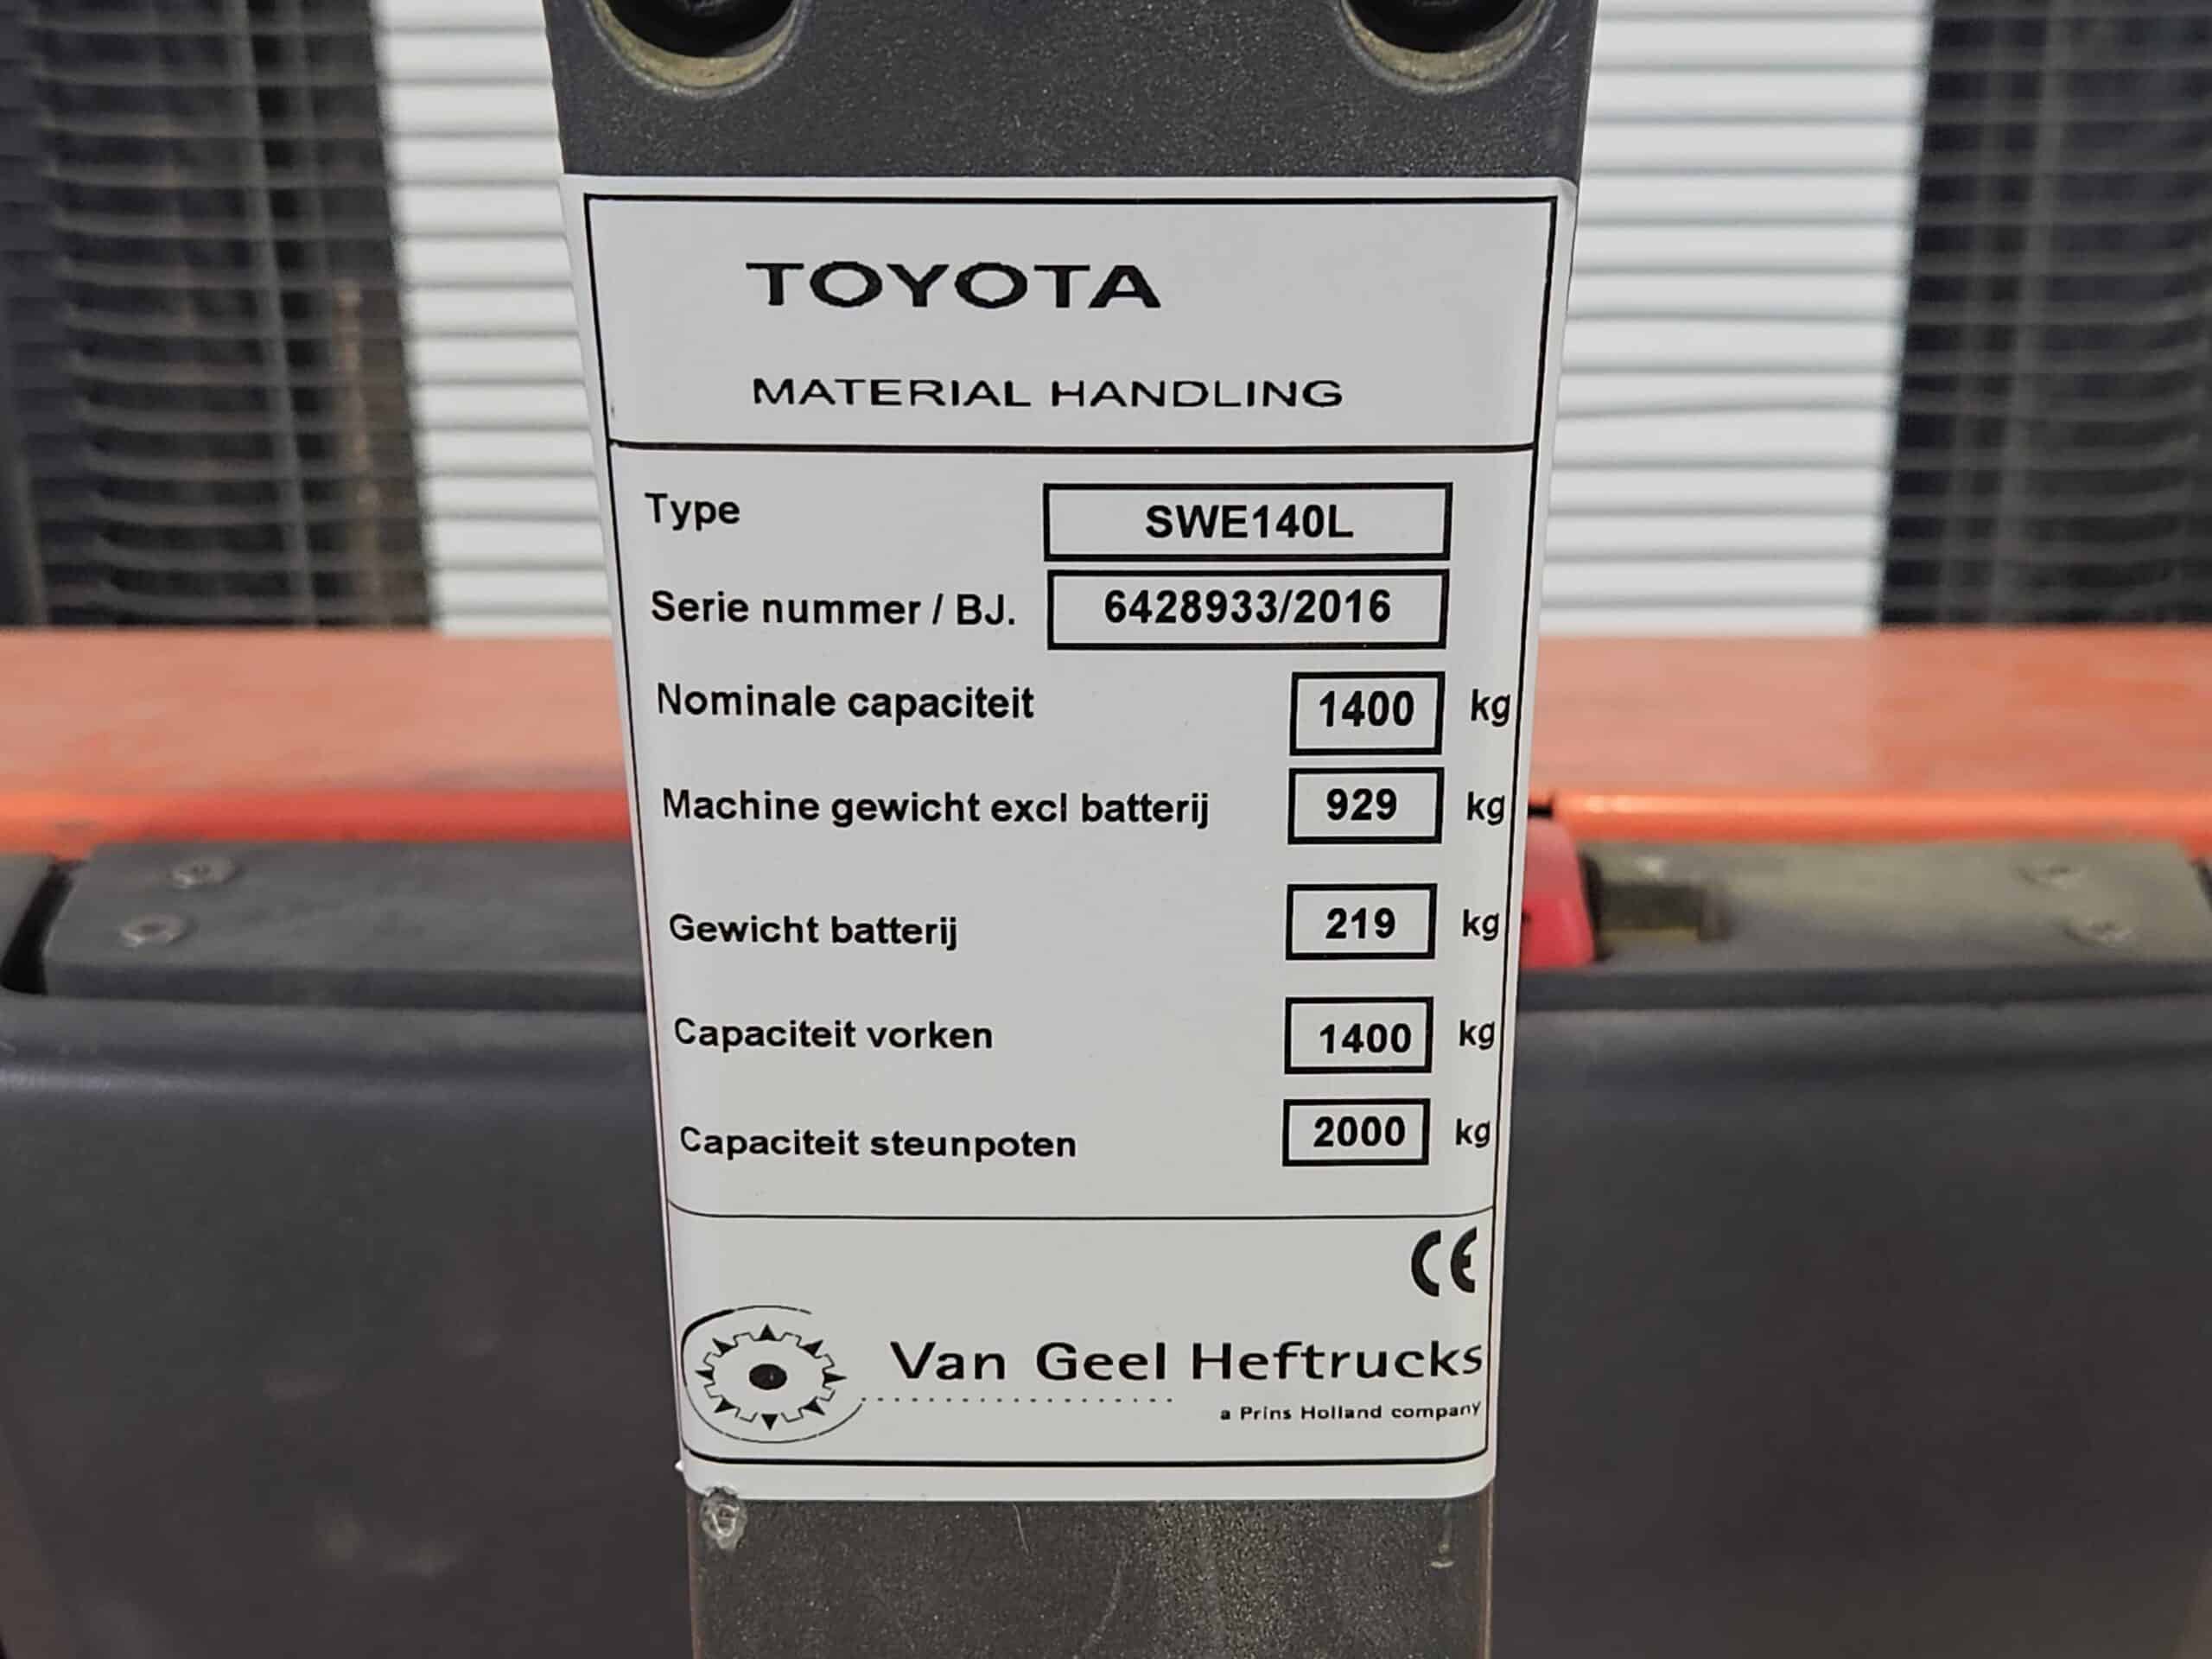 TOYOTA
MATERIAL HANDLING
Type SWE140L
Serie nummer / BJ. 6428933/2016
Nominale capaciteit 1400 kg
Machine gewicht excl batterij 929 kg
Gewicht batterij 219 kg
Capaciteit vorken 1400 kg
Capaciteit steunpoten 2000 kg
CE
Van Geel Heftrucks
a Prins Holland company